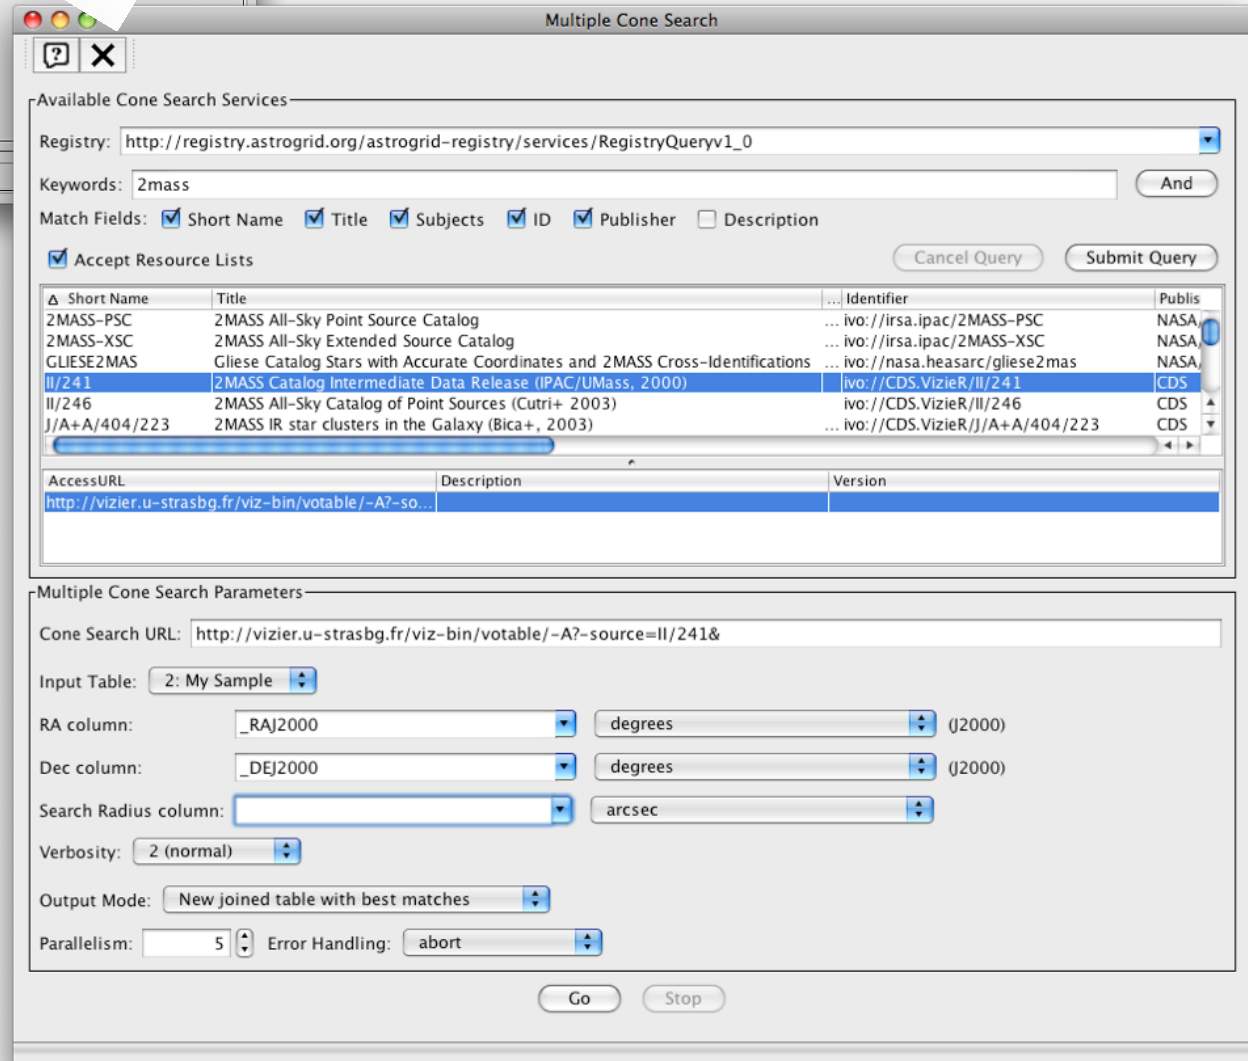 Multiple Cone Search
Available Cone Search Services
Registry: http://registry.astrogrid.org/astrogrid-registry/services/RegistryQueryv1_0
Keywords: 2mass And
Match Fields: Short Name Title Subjects ID Publisher Description
Accept Resource Lists Cancel Query Submit Query
Short Name Title ... Identifier Publis
2MASS-PSC 2MASS All-Sky Point Source Catalog ... ivo://irsa.ipac/2MASS-PSC NASA/
2MASS-XSC 2MASS All-Sky Extended Source Catalog ... ivo://irsa.ipac/2MASS-XSC NASA/
GLIESE2MAS Gliese Catalog Stars with Accurate Coordinates and 2MASS Cross-Identifications ... ivo://nasa.heasarc/gliese2mas NASA/
II/241 2MASS Catalog Intermediate Data Release (IPAC/UMass, 2000) ivo://CDS.VizieR/II/241 CDS
II/246 2MASS All-Sky Catalog of Point Sources (Cutri+ 2003) ivo://CDS.VizieR/II/246 CDS
J/A+A/404/223 2MASS IR star clusters in the Galaxy (Bica+, 2003) ... ivo://CDS.VizieR/J/A+A/404/223 CDS
AccessURL Description Version
http://vizier.u-strasbg.fr/viz-bin/votable/-A?-so...
Multiple Cone Search Parameters
Cone Search URL: http://vizier.u-strasbg.fr/viz-bin/votable/-A?-source=II/241&
Input Table: 2: My Sample
RA column: _RAJ2000 degrees (J2000)
Dec column: _DEJ2000 degrees (J2000)
Search Radius column: arcsec
Verbosity: 2 (normal)
Output Mode: New joined table with best matches
Parallelism: 5 Error Handling: abort
Go Stop